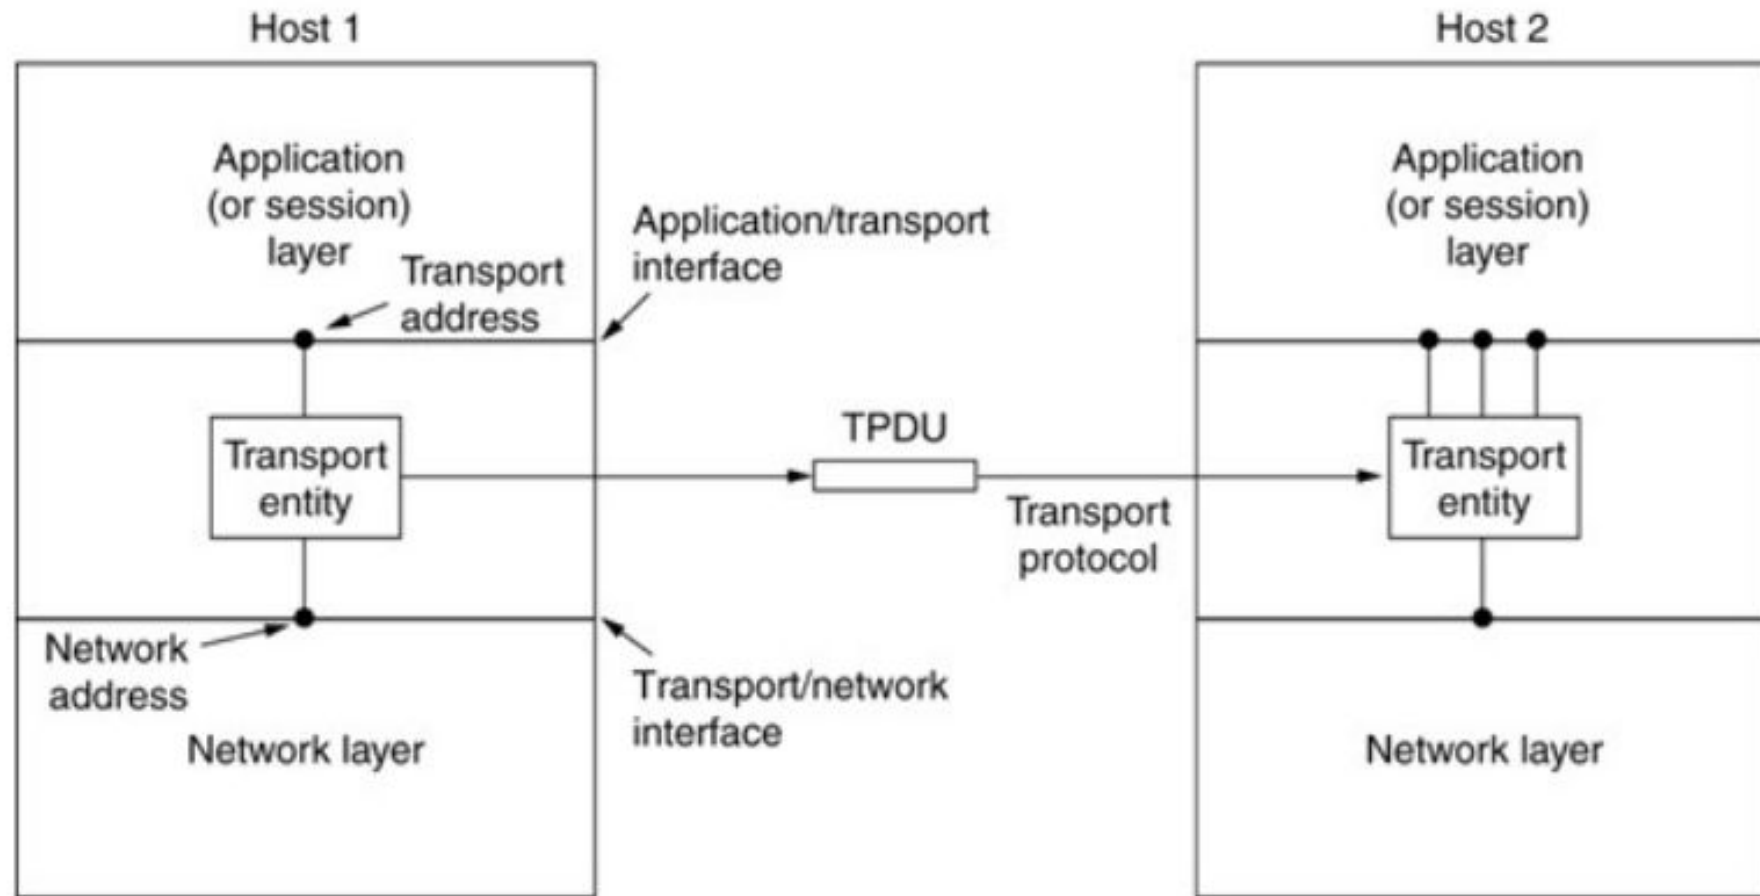 Host 1
Host 2
Application
(or session)
layer
Transport
address
Application/transport
interface
Application
(or session)
layer
Transport
entity
TPDU
Transport
protocol
Transport
entity
Network
address
Transport/network
interface
Network layer
Network layer